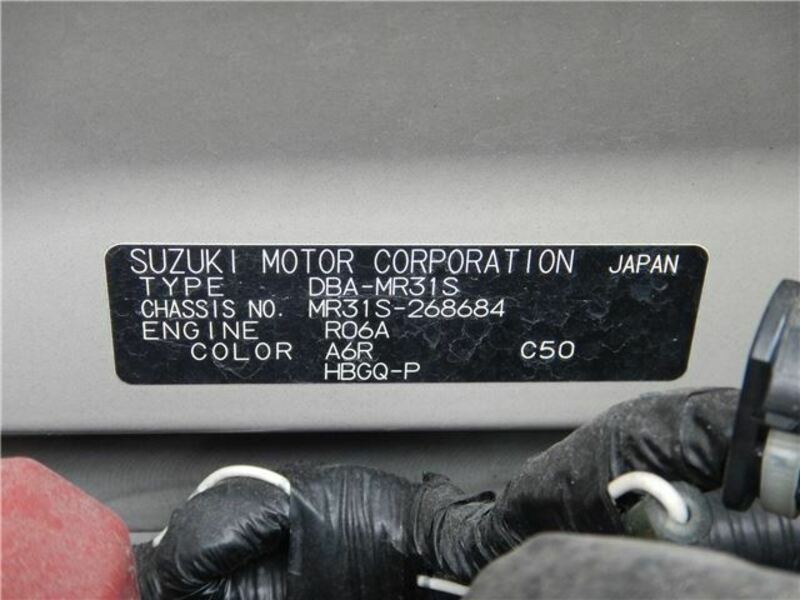 SUZUKI MOTOR CORPORATION JAPAN
TYPE DBA-MR31S
CHASSIS NO. MR31S-268684
ENGINE R06A
COLOR A6R C50
HBGQ-P